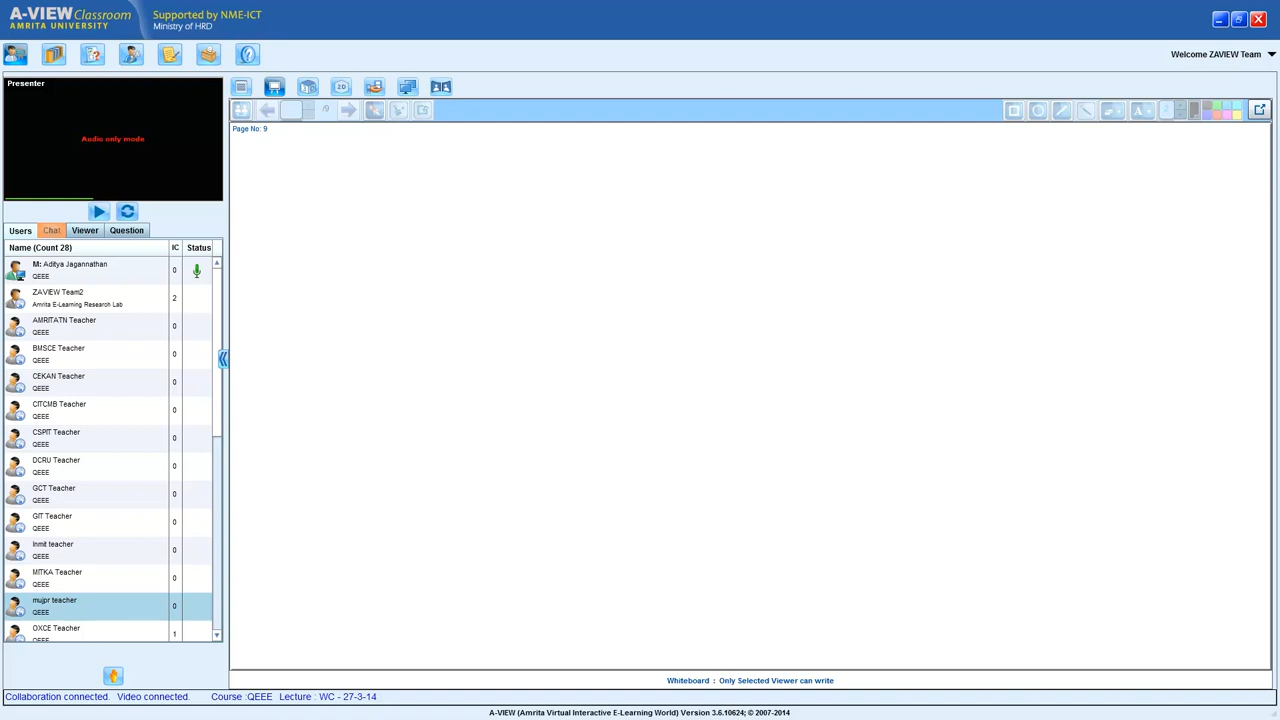 A-VIEW Classroom
AMRITA UNIVERSITY
Supported by NME-ICT
Ministry of HRD
Welcome ZAVIEW Team
Presenter
Audio only mode
2D
/9
A
2
Page No: 9
Users Chat Viewer Question
Name (Count 28) IC Status
M: Aditya Jagannathan
QEEE
0
ZAVIEW Team2
Amrita E-Learning Research Lab
2
AMRITATN Teacher
QEEE
0
BMSCE Teacher
QEEE
0
CEKAN Teacher
QEEE
0
CITCMB Teacher
QEEE
0
CSPIT Teacher
QEEE
0
DCRU Teacher
QEEE
0
GCT Teacher
QEEE
0
GIT Teacher
QEEE
0
lnmit teacher
QEEE
0
MITKA Teacher
QEEE
0
mujpr teacher
QEEE
0
OXCE Teacher
QEEE
1
Whiteboard : Only Selected Viewer can write
Collaboration connected. Video connected. Course :QEEE Lecture : WC - 27-3-14
A-VIEW (Amrita Virtual Interactive E-Learning World) Version 3.6.10624; © 2007-2014